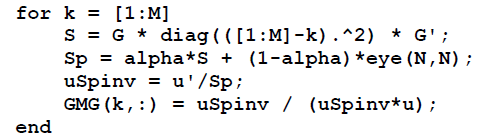 for k = [1:M]
S = G * diag(([1:M]-k).^2) * G';
Sp = alpha*S + (1-alpha)*eye(N,N);
uSpinv = u'/Sp;
GMG(k,:) = uSpinv / (uSpinv*u);
end